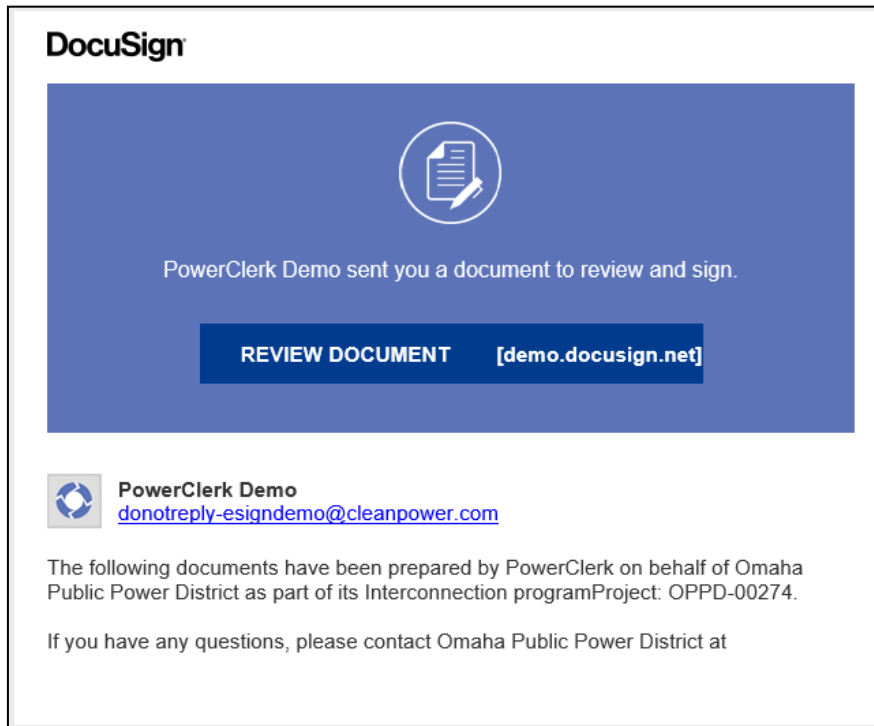 DocuSign
PowerClerk Demo sent you a document to review and sign.
REVIEW DOCUMENT [demo.docusign.net]
PowerClerk Demo
donotreply-esigndemo@cleanpower.com
The following documents have been prepared by PowerClerk on behalf of Omaha
Public Power District as part of its Interconnection programProject: OPPD-00274.
If you have any questions, please contact Omaha Public Power District at